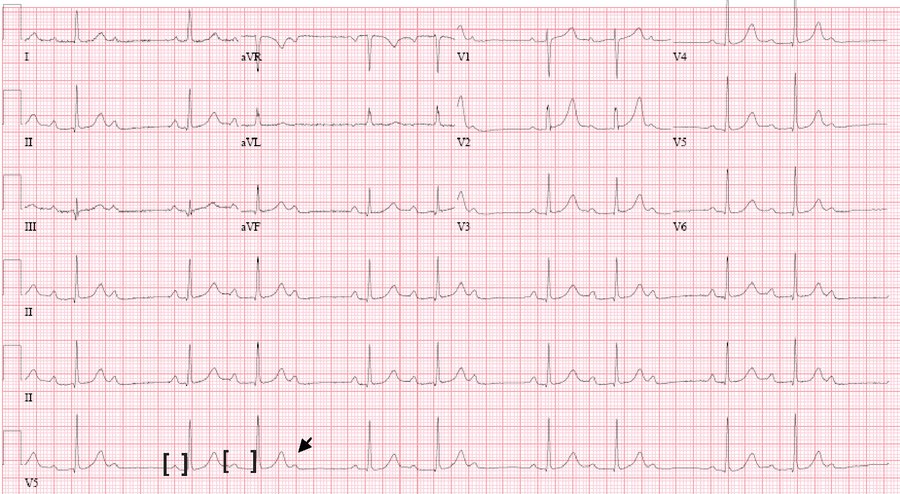 I aVR V1 V4
II aVL V2 V5
III aVF V3 V6
II
II
[ ] [ ]
V5